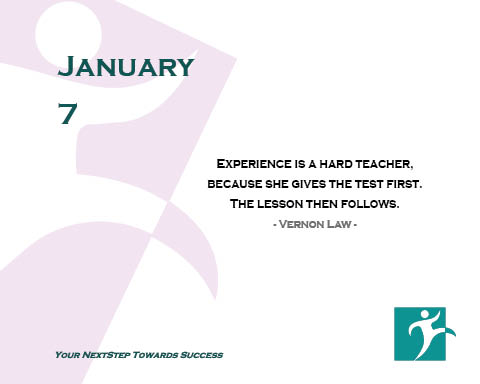 January
7
Experience is a hard teacher,
because she gives the test first.
The lesson then follows.
- Vernon Law -
Your NextStep Towards Success